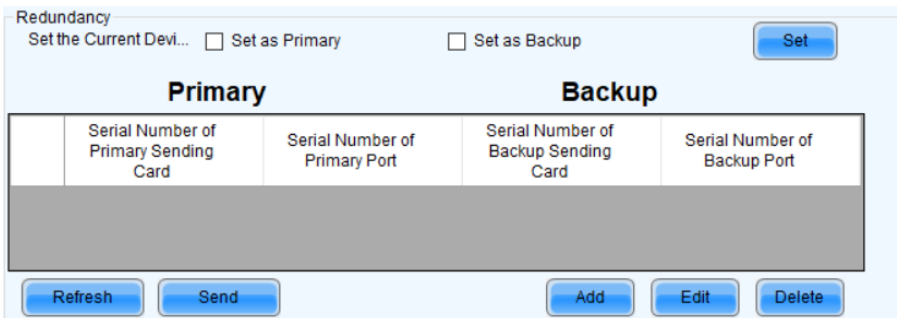 Redundancy
Set the Current Devi... Set as Primary Set as Backup Set
Primary Backup
Serial Number of
Primary Sending
Card
Serial Number of
Primary Port
Serial Number of
Backup Sending
Card
Serial Number of
Backup Port
Refresh Send Add Edit Delete